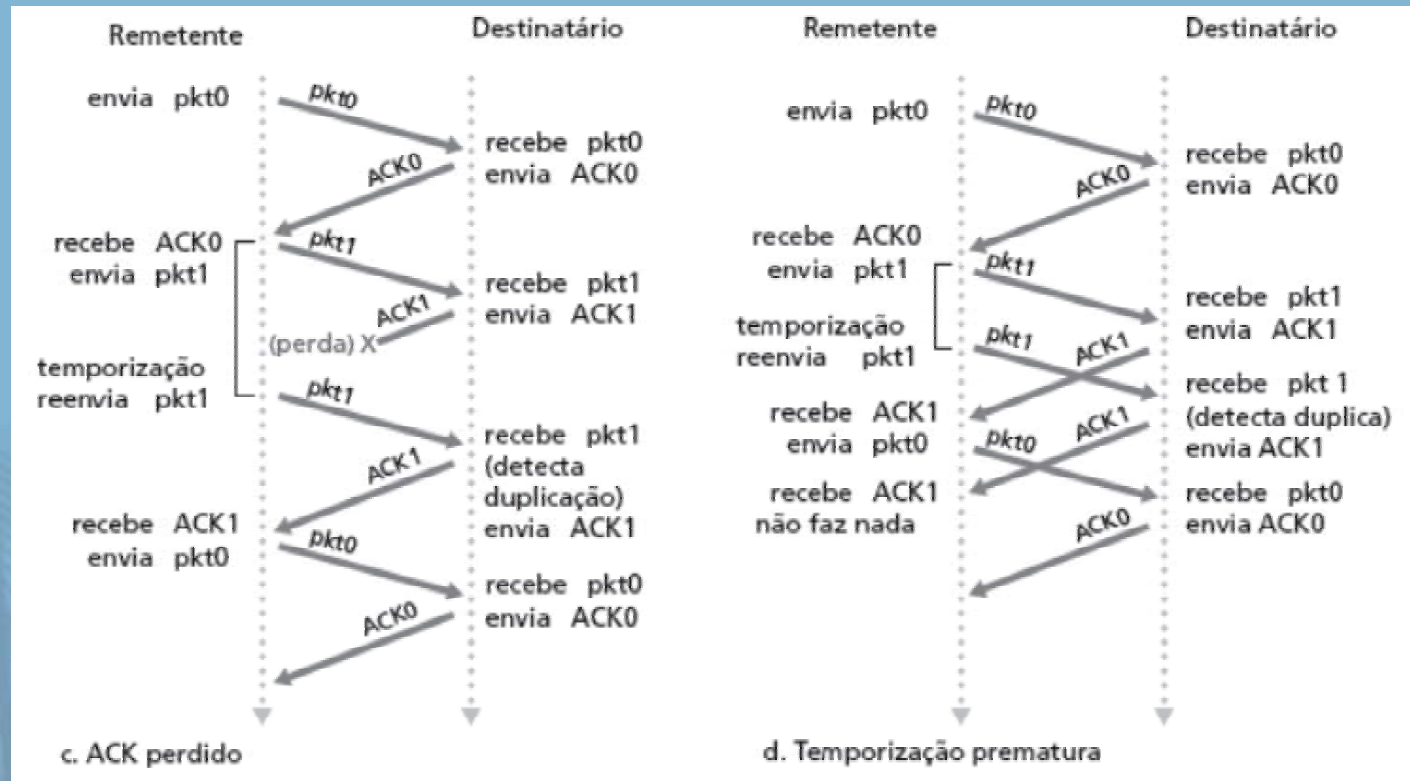 Remetente
Destinatário
envia pkt0
pkt0
recebe pkt0
envia ACK0
ACK0
recebe ACK0
envia pkt1
pkt1
recebe pkt1
envia ACK1
ACK1
(perda) X
temporização
reenvia pkt1
pkt1
recebe pkt1
(detecta
duplicação)
envia ACK1
ACK1
recebe ACK1
envia pkt0
pkt0
recebe pkt0
envia ACK0
ACK0
c. ACK perdido
Remetente
Destinatário
envia pkt0
pkt0
recebe pkt0
envia ACK0
ACK0
recebe ACK0
envia pkt1
pkt1
recebe pkt1
envia ACK1
temporização
reenvia pkt1
pkt1
ACK1
recebe pkt 1
(detecta duplica)
envia ACK1
recebe ACK1
envia pkt0
pkt0
ACK1
recebe ACK1
não faz nada
recebe pkt0
envia ACK0
ACK0
d. Temporização prematura